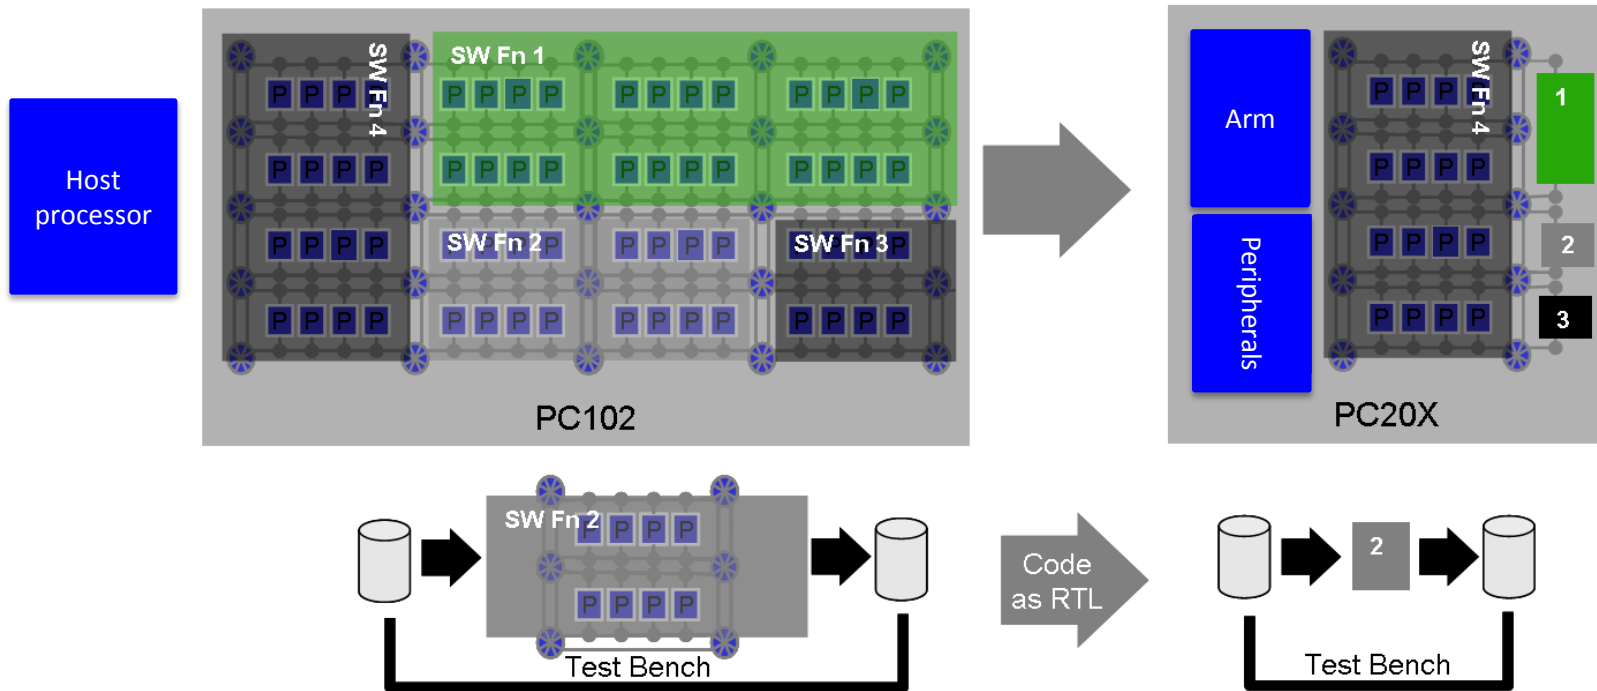 Host
processor
SW Fn 4
SW Fn 1
P P P P P P P P P P P P P P P P
P P P P P P P P P P P P P P P P
SW Fn 2
SW Fn 3
P P P P P P P P P P P P P P P P
P P P P P P P P P P P P P P P P
PC102
Arm
Peripherals
SW Fn 4
P P P P
P P P P
P P P P
P P P P
1
2
3
PC20X
SW Fn 2
P P P P
P P P P
Test Bench
Code
as RTL
2
Test Bench